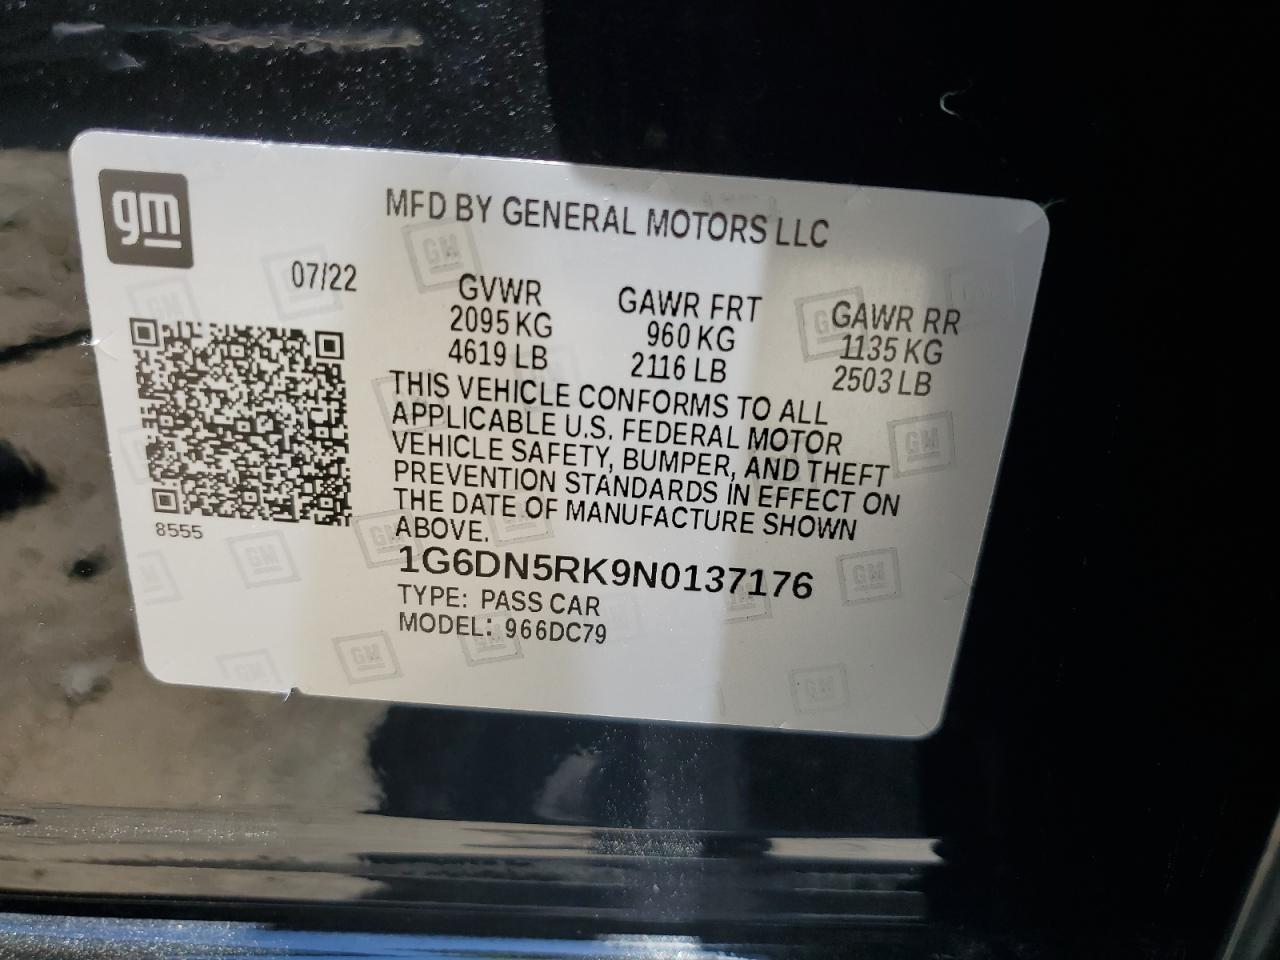 gm
MFD BY GENERAL MOTORS LLC
07/22
GVWR
2095 KG
4619 LB
GAWR FRT
960 KG
2116 LB
GAWR RR
1135 KG
2503 LB
THIS VEHICLE CONFORMS TO ALL
APPLICABLE U.S. FEDERAL MOTOR
VEHICLE SAFETY, BUMPER, AND THEFT
PREVENTION STANDARDS IN EFFECT ON
THE DATE OF MANUFACTURE SHOWN
ABOVE.
8555
1G6DN5RK9N0137176
TYPE: PASS CAR
MODEL: 966DC79